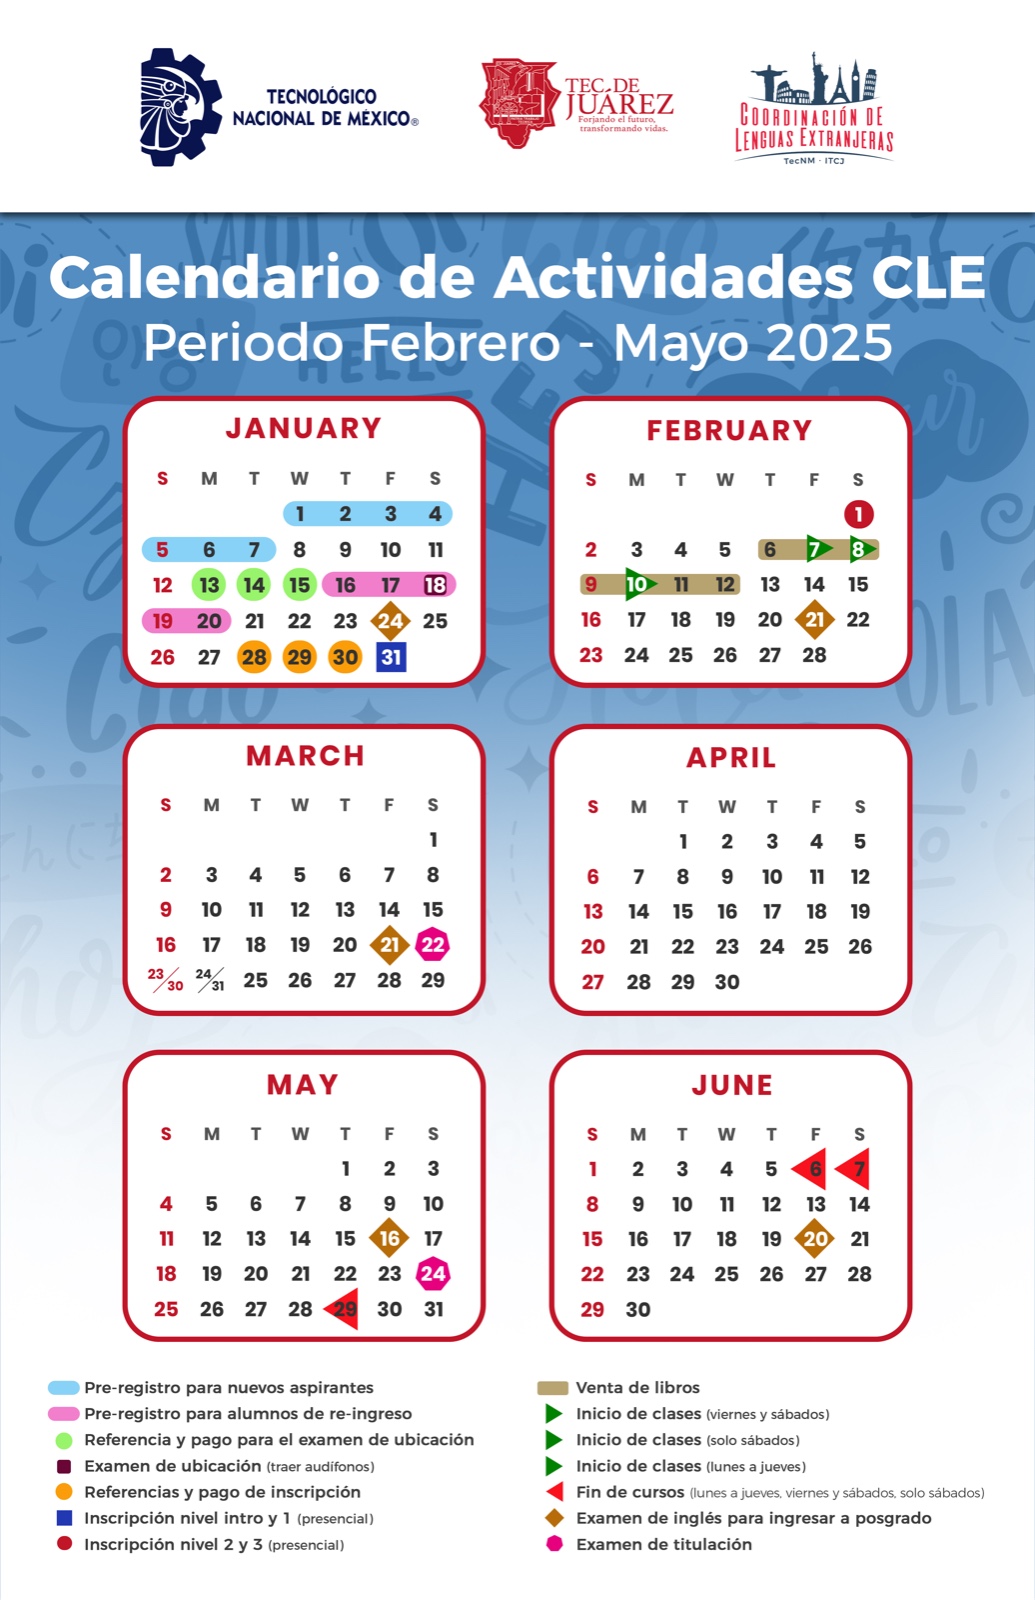 TECNOLÓGICO
NACIONAL DE MÉXICO®
TEC. DE
JUÁREZ
Forjando el futuro,
transformando vidas.
COORDINACIÓN DE
LENGUAS EXTRANJERAS
TecNM - ITCJ
Calendario de Actividades CLE
Periodo Febrero - Mayo 2025
JANUARY
S M T W T F S
1 2 3 4
5 6 7 8 9 10 11
12 13 14 15 16 17 18
19 20 21 22 23 24 25
26 27 28 29 30 31
FEBRUARY
S M T W T F S
1
2 3 4 5 6 7 8
9 10 11 12 13 14 15
16 17 18 19 20 21 22
23 24 25 26 27 28
MARCH
S M T W T F S
1
2 3 4 5 6 7 8
9 10 11 12 13 14 15
16 17 18 19 20 21 22
23/30 24/31 25 26 27 28 29
APRIL
S M T W T F S
1 2 3 4 5
6 7 8 9 10 11 12
13 14 15 16 17 18 19
20 21 22 23 24 25 26
27 28 29 30
MAY
S M T W T F S
1 2 3
4 5 6 7 8 9 10
11 12 13 14 15 16 17
18 19 20 21 22 23 24
25 26 27 28 29 30 31
JUNE
S M T W T F S
1 2 3 4 5 6 7
8 9 10 11 12 13 14
15 16 17 18 19 20 21
22 23 24 25 26 27 28
29 30
Pre-registro para nuevos aspirantes
Pre-registro para alumnos de re-ingreso
Referencia y pago para el examen de ubicación
Examen de ubicación (traer audífonos)
Referencias y pago de inscripción
Inscripción nivel intro y 1 (presencial)
Inscripción nivel 2 y 3 (presencial)
Venta de libros
Inicio de clases (viernes y sábados)
Inicio de clases (solo sábados)
Inicio de clases (lunes a jueves)
Fin de cursos (lunes a jueves, viernes y sábados, solo sábados)
Examen de inglés para ingresar a posgrado
Examen de titulación